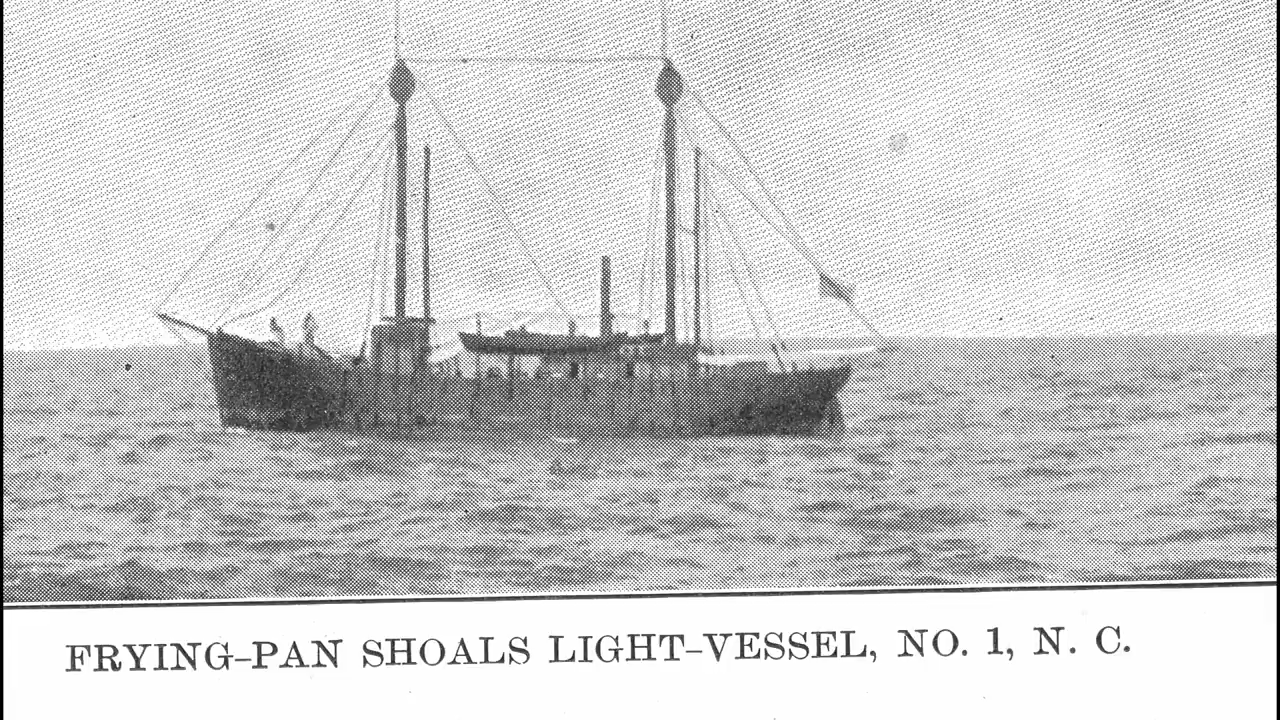 FRYING-PAN SHOALS LIGHT-VESSEL, NO. 1, N. C.